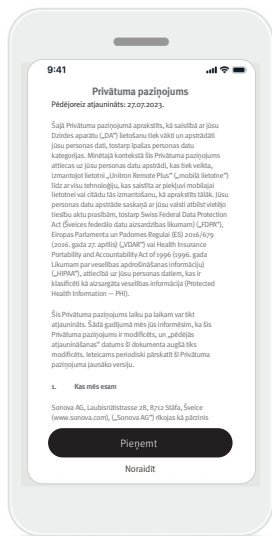 9:41
Privātuma paziņojums
Pēdējoreiz atjaunināts: 27.07.2023.
Šajā Privātuma paziņojumā aprakstīts, kā saistībā ar jūsu
Dzirdes aparātu („DA”) lietošanu tiek vākti un apstrādāti
jūsu personas dati, tostarp īpašas personas datu
kategorijas. Minētajā kontekstā šis Privātuma paziņojums
attiecas uz jūsu personas datu apstrādi, kas tiek veikta,
izmantojot lietotni „Unitron Remote Plus” („mobilā lietotne”)
līdz ar visu tehnoloģiju, kas saistīta ar piekļuvi mobilajai
lietotnei vai citādu tās izmantošanu, kā aprakstīts tālāk. Jūsu
personas dati apstrāde saskaņā ar jūsu valstī atbilst vietējo
tiesību aktu prasībām, tostarp Swiss Federal Data Protection
Act (Šveices federālo datu aizsardzības likumam) („FDPA”),
Eiropas Parlamenta un Padomes Regulai (ES) 2016/679
(2016. gada 27. aprīlis) („VDAR”) vai Health Insurance
Portability and Accountability Act of 1996 (1996. gada
Likumam par veselības apdrošināšanas informāciju)
(„HIPAA”), attiecībā uz jūsu personas datiem, kas ir
klasificēti kā aizsargāta veselības informācija (Protected
Health Information — PHI).
Šis Privātuma paziņojums laiku pa laikam var tikt
atjaunināts. Šādā gadījumā mēs jūs informēsim, ka šis
Privātuma paziņojums ir modificēts, un „pēdējās
atjaunināšanas” datums šī dokumenta augšā tiks
modificēts. Ieteicams periodiski pārskatīt šī Privātuma
paziņojuma jaunāko versiju.
1. Kas mēs esam
Sonova AG, Laubisrütistrasse 28, 8712 Stäfa, Šveice
(www.sonova.com), („Sonova AG”) rīkojas kā pārzinis
Pieņemt
Noraidīt